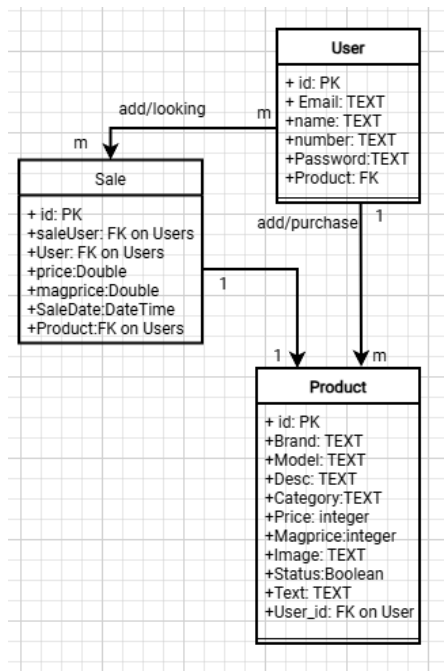 User
+ id: PK
+ Email: TEXT
+name: TEXT
+number: TEXT
+Password:TEXT
+Product: FK
add/looking
m
m
Sale
+ id: PK
+saleUser: FK on Users
+User: FK on Users
+price:Double
+magprice:Double
+SaleDate:DateTime
+Product:FK on Users
1
add/purchase
1
1
m
Product
+ id: PK
+Brand: TEXT
+Model: TEXT
+Desc: TEXT
+Category:TEXT
+Price: integer
+Magprice:integer
+Image: TEXT
+Status:Boolean
+Text: TEXT
+User_id: FK on User